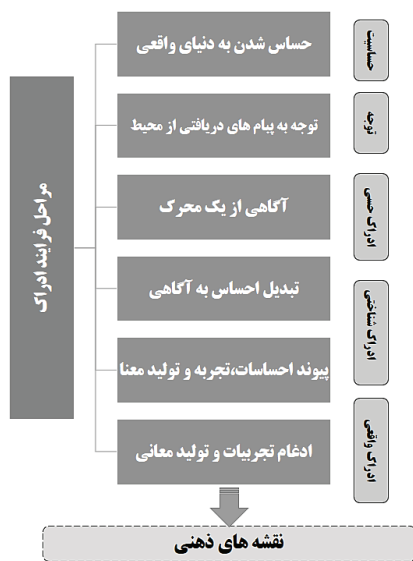 حساس شدن به دنیای واقعی
حساسیت
توجه به پیام های دریافتی از محیط
توجه
مراحل فرایند ادراک
آگاهی از یک محرک
ادراک حسی
تبدیل احساس به آگاهی
ادراک شناختی
پیوند احساسات،تجربه و تولید معنا
ادغام تجربیات و تولید معانی
ادراک واقعی
نقشه های ذهنی